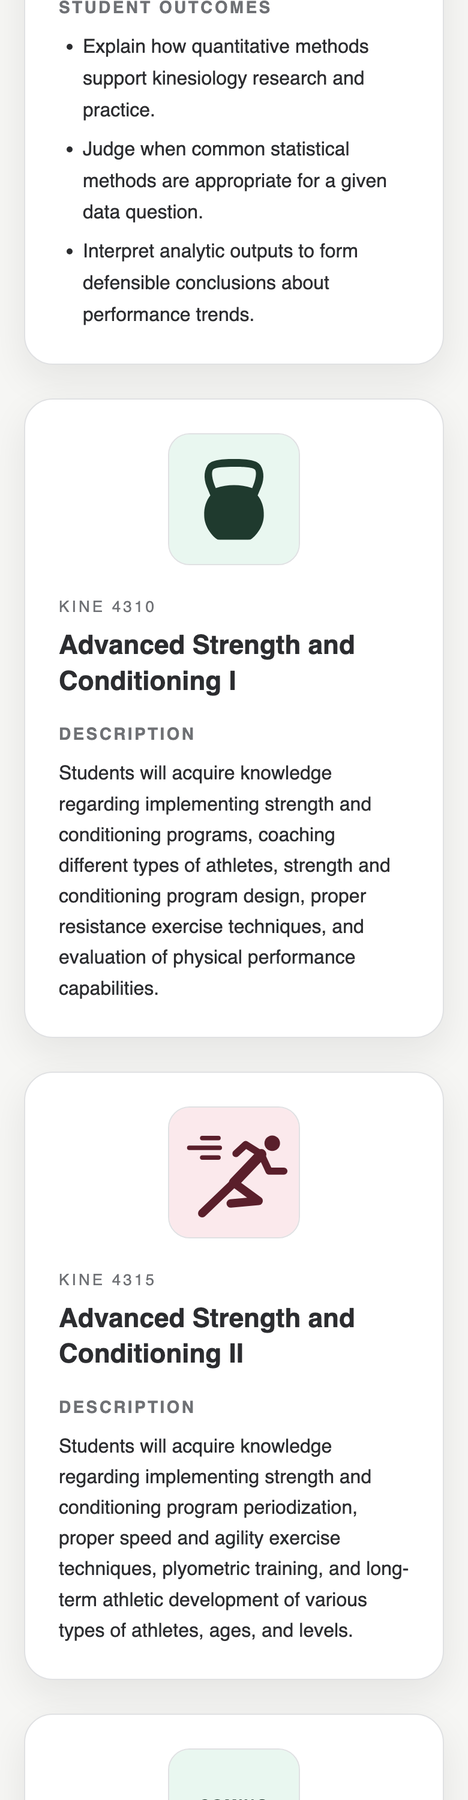 STUDENT OUTCOMES
• Explain how quantitative methods
support kinesiology research and
practice.
• Judge when common statistical
methods are appropriate for a given
data question.
• Interpret analytic outputs to form
defensible conclusions about
performance trends.
KINE 4310
Advanced Strength and
Conditioning I
DESCRIPTION
Students will acquire knowledge
regarding implementing strength and
conditioning programs, coaching
different types of athletes, strength and
conditioning program design, proper
resistance exercise techniques, and
evaluation of physical performance
capabilities.
KINE 4315
Advanced Strength and
Conditioning II
DESCRIPTION
Students will acquire knowledge
regarding implementing strength and
conditioning program periodization,
proper speed and agility exercise
techniques, plyometric training, and long-
term athletic development of various
types of athletes, ages, and levels.